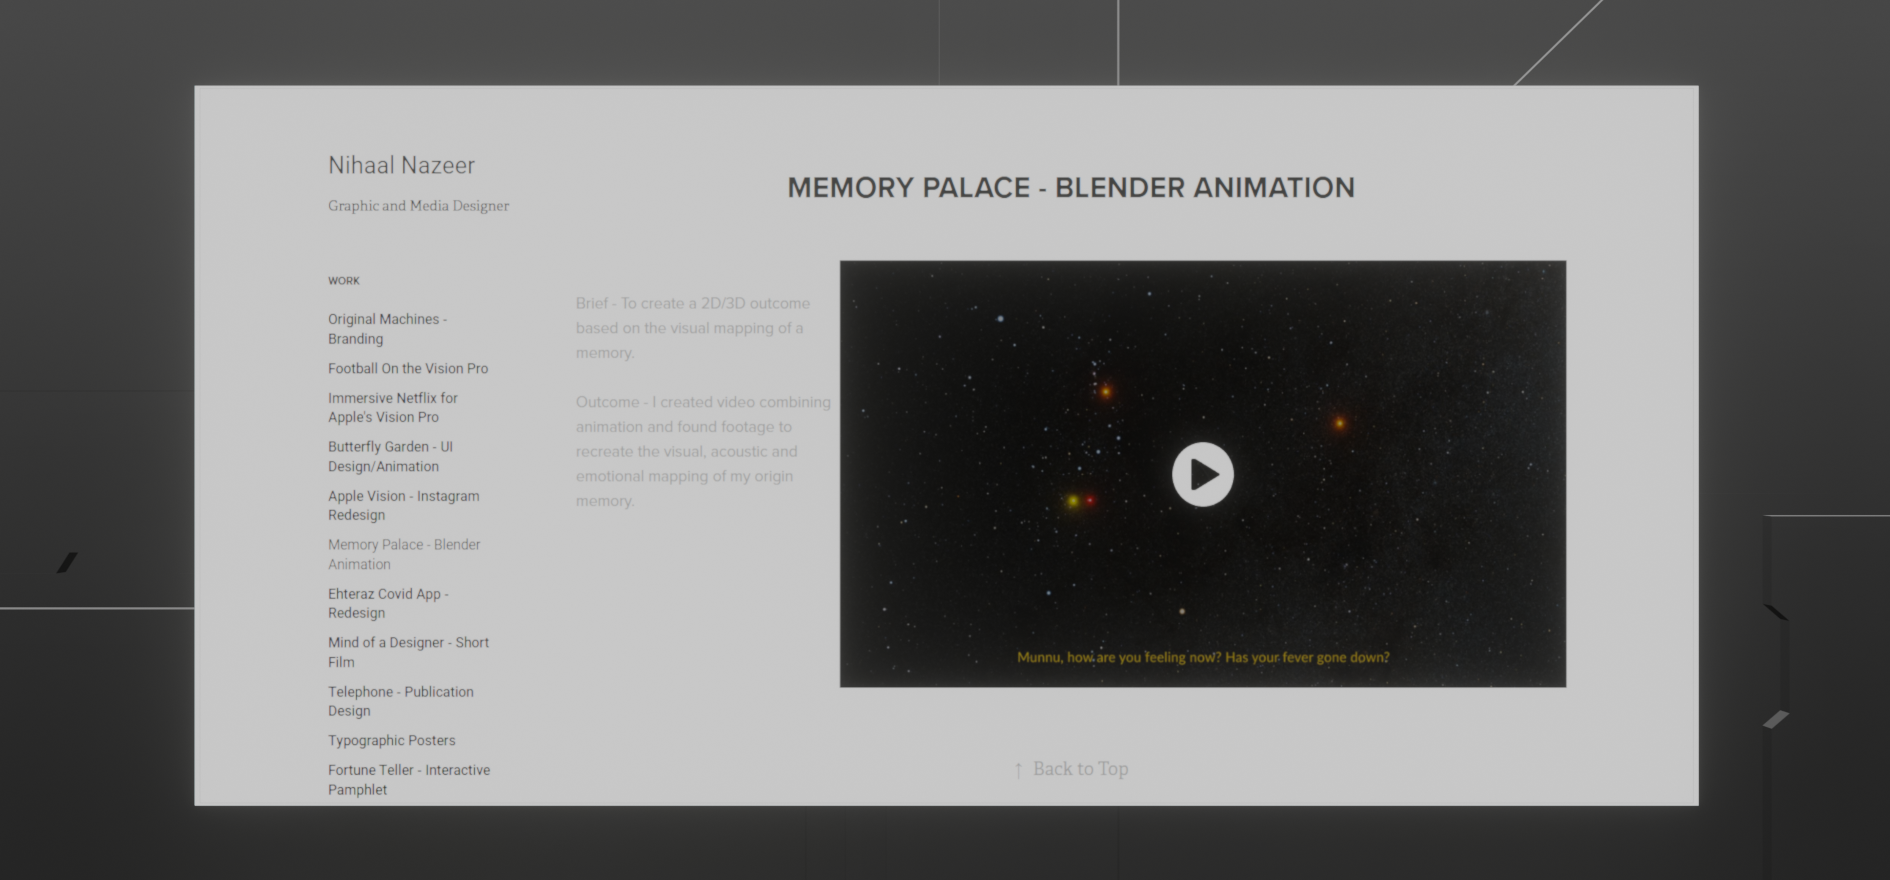 Nihaal Nazeer
Graphic and Media Designer
WORK
Original Machines -
Branding
Football On the Vision Pro
Immersive Netflix for
Apple's Vision Pro
Butterfly Garden - UI
Design/Animation
Apple Vision - Instagram
Redesign
Memory Palace - Blender
Animation
Ehteraz Covid App -
Redesign
Mind of a Designer - Short
Film
Telephone - Publication
Design
Typographic Posters
Fortune Teller - Interactive
Pamphlet
MEMORY PALACE - BLENDER ANIMATION
Brief - To create a 2D/3D outcome
based on the visual mapping of a
memory.
Outcome - I created video combining
animation and found footage to
recreate the visual, acoustic and
emotional mapping of my origin
memory.
Munnu, how are you feeling now? Has your fever gone down?
↑ Back to Top